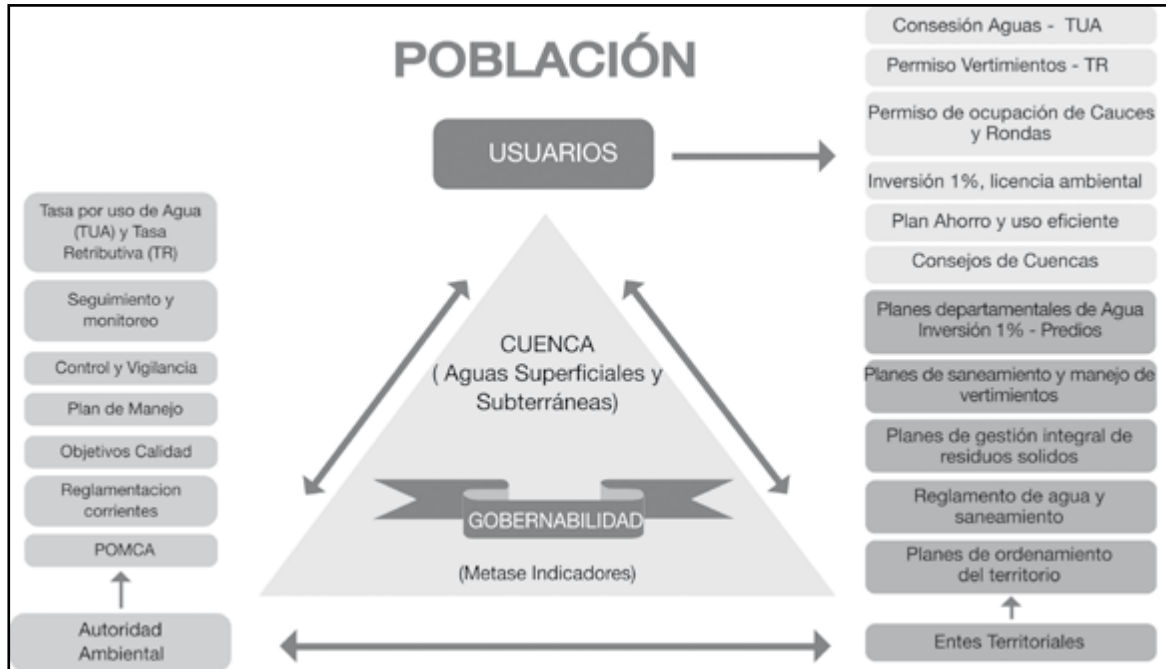 POBLACIÓN
USUARIOS
Tasa por uso de Agua
(TUA) y Tasa
Retributiva (TR)
Seguimiento y
monitoreo
Control y Vigilancia
Plan de Manejo
Objetivos Calidad
Reglamentacion
corrientes
POMCA
Autoridad
Ambiental
CUENCA
( Aguas Superficiales y
Subterráneas)
GOBERNABILIDAD
(Metase Indicadores)
Consesión Aguas - TUA
Permiso Vertimientos - TR
Permiso de ocupación de Cauces
y Rondas
Inversión 1%, licencia ambiental
Plan Ahorro y uso eficiente
Consejos de Cuencas
Planes departamentales de Agua
Inversión 1% - Predios
Planes de saneamiento y manejo de
vertimientos
Planes de gestión integral de
residuos solidos
Reglamento de agua y
saneamiento
Planes de ordenamiento
del territorio
Entes Territoriales